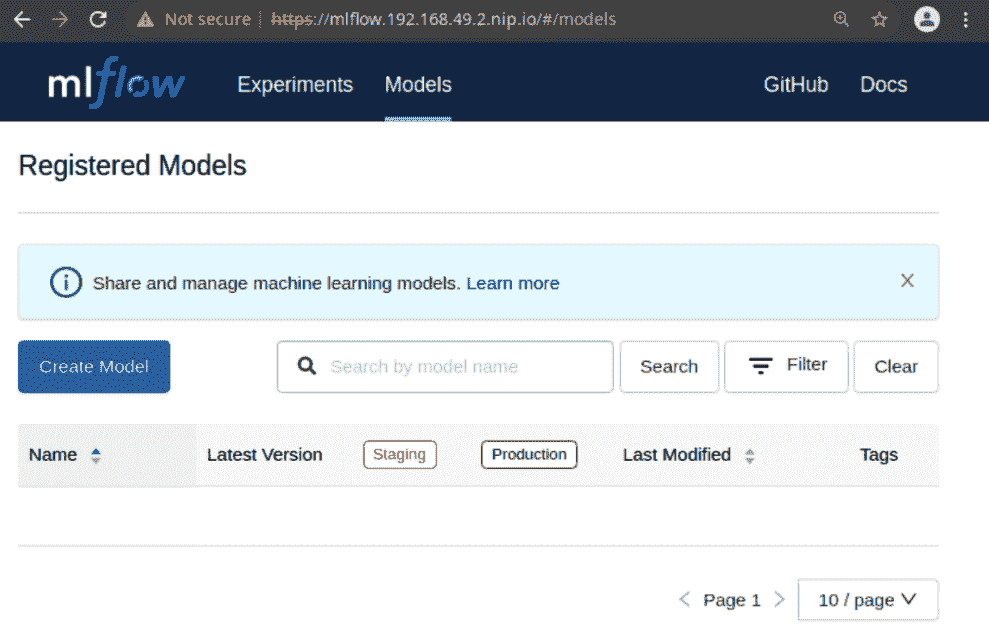 Not secure https://mlflow.192.168.49.2.nip.io/#/models
mlflow Experiments Models GitHub Docs
Registered Models
Share and manage machine learning models. Learn more
Create Model Search by model name Search Filter Clear
Name Latest Version Staging Production Last Modified Tags
Page 1 10 / page